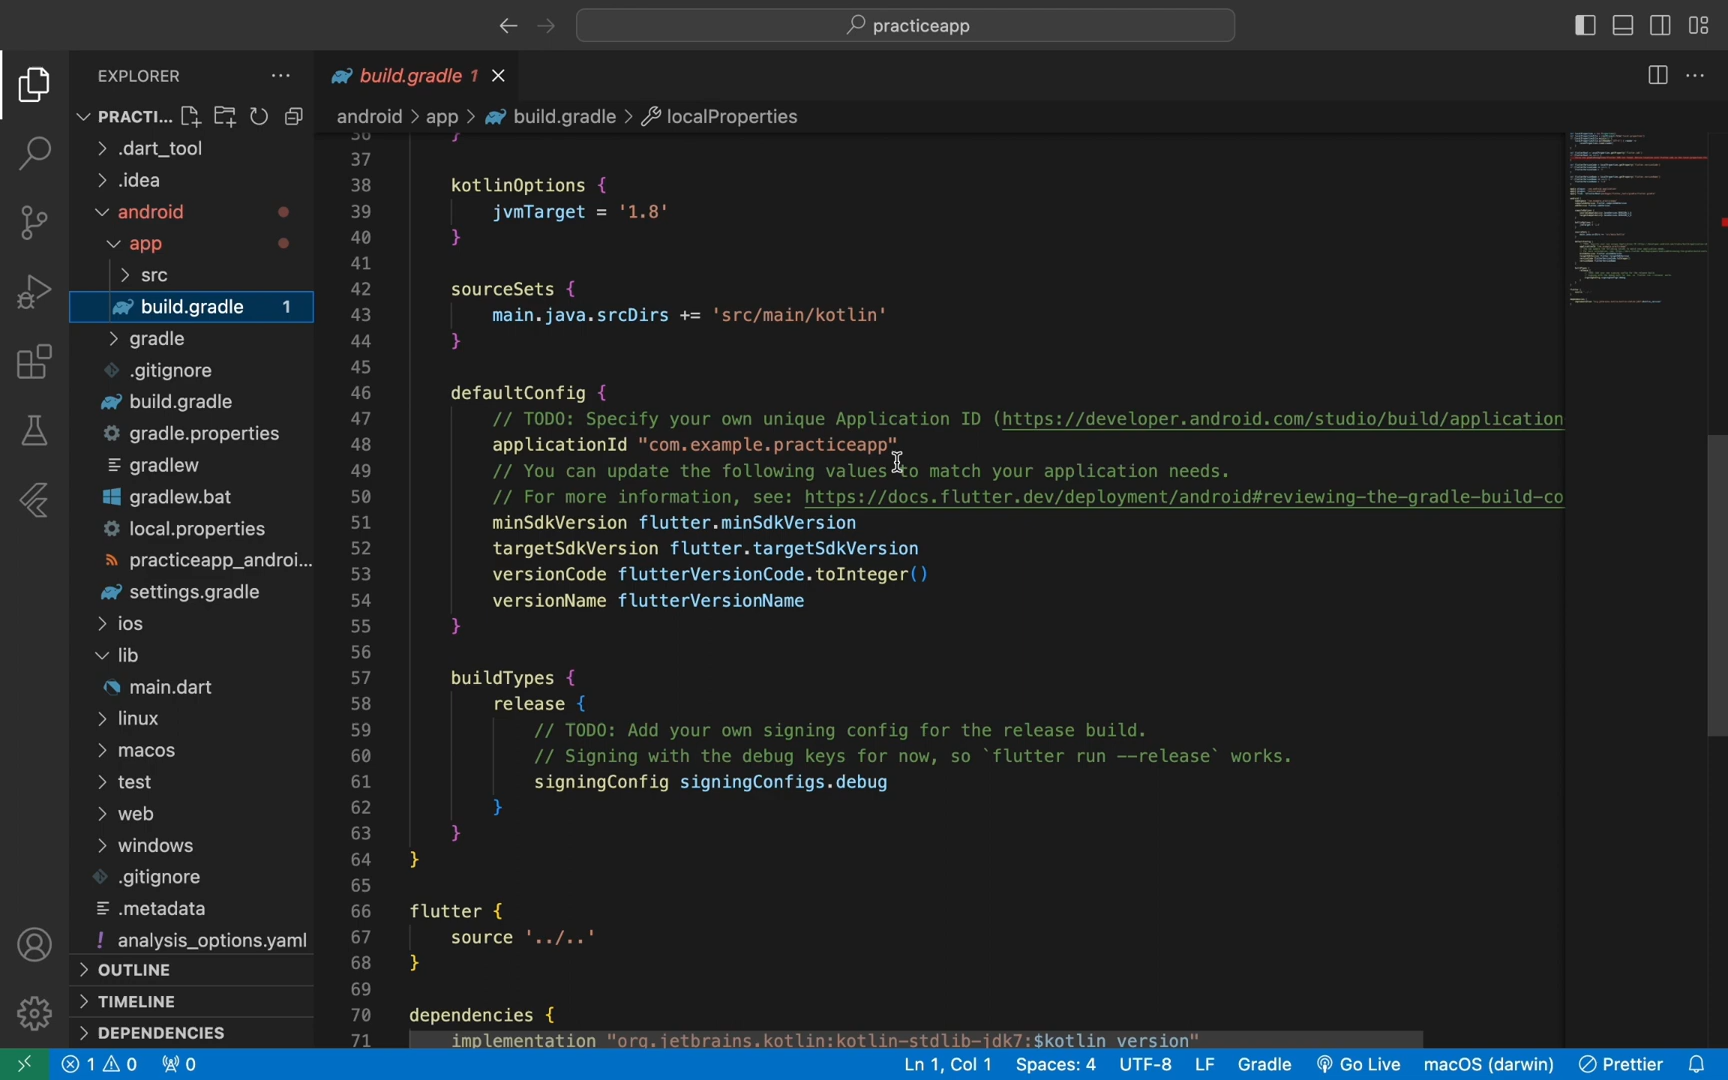 practiceapp
EXPLORER
PRACTI...
.dart_tool
.idea
android
app
src
build.gradle 1
gradle
.gitignore
build.gradle
gradle.properties
gradlew
gradlew.bat
local.properties
practiceapp_androi...
settings.gradle
ios
lib
main.dart
linux
macos
test
web
windows
.gitignore
.metadata
analysis_options.yaml
OUTLINE
TIMELINE
DEPENDENCIES
build.gradle 1
android > app > build.gradle > localProperties
36 }
37
38 kotlinOptions {
39 jvmTarget = '1.8'
40 }
41
42 sourceSets {
43 main.java.srcDirs += 'src/main/kotlin'
44 }
45
46 defaultConfig {
47 // TODO: Specify your own unique Application ID (https://developer.android.com/studio/build/application
48 applicationId "com.example.practiceapp"
49 // You can update the following values to match your application needs.
50 // For more information, see: https://docs.flutter.dev/deployment/android#reviewing-the-gradle-build-co
51 minSdkVersion flutter.minSdkVersion
52 targetSdkVersion flutter.targetSdkVersion
53 versionCode flutterVersionCode.toInteger()
54 versionName flutterVersionName
55 }
56
57 buildTypes {
58 release {
59 // TODO: Add your own signing config for the release build.
60 // Signing with the debug keys for now, so `flutter run --release` works.
61 signingConfig signingConfigs.debug
62 }
63 }
64 }
65
66 flutter {
67 source '../..'
68 }
69
70 dependencies {
71 implementation "org.jetbrains.kotlin:kotlin-stdlib-jdk7:$kotlin_version"
1 0 0 Ln 1, Col 1 Spaces: 4 UTF-8 LF Gradle Go Live macOS (darwin) Prettier